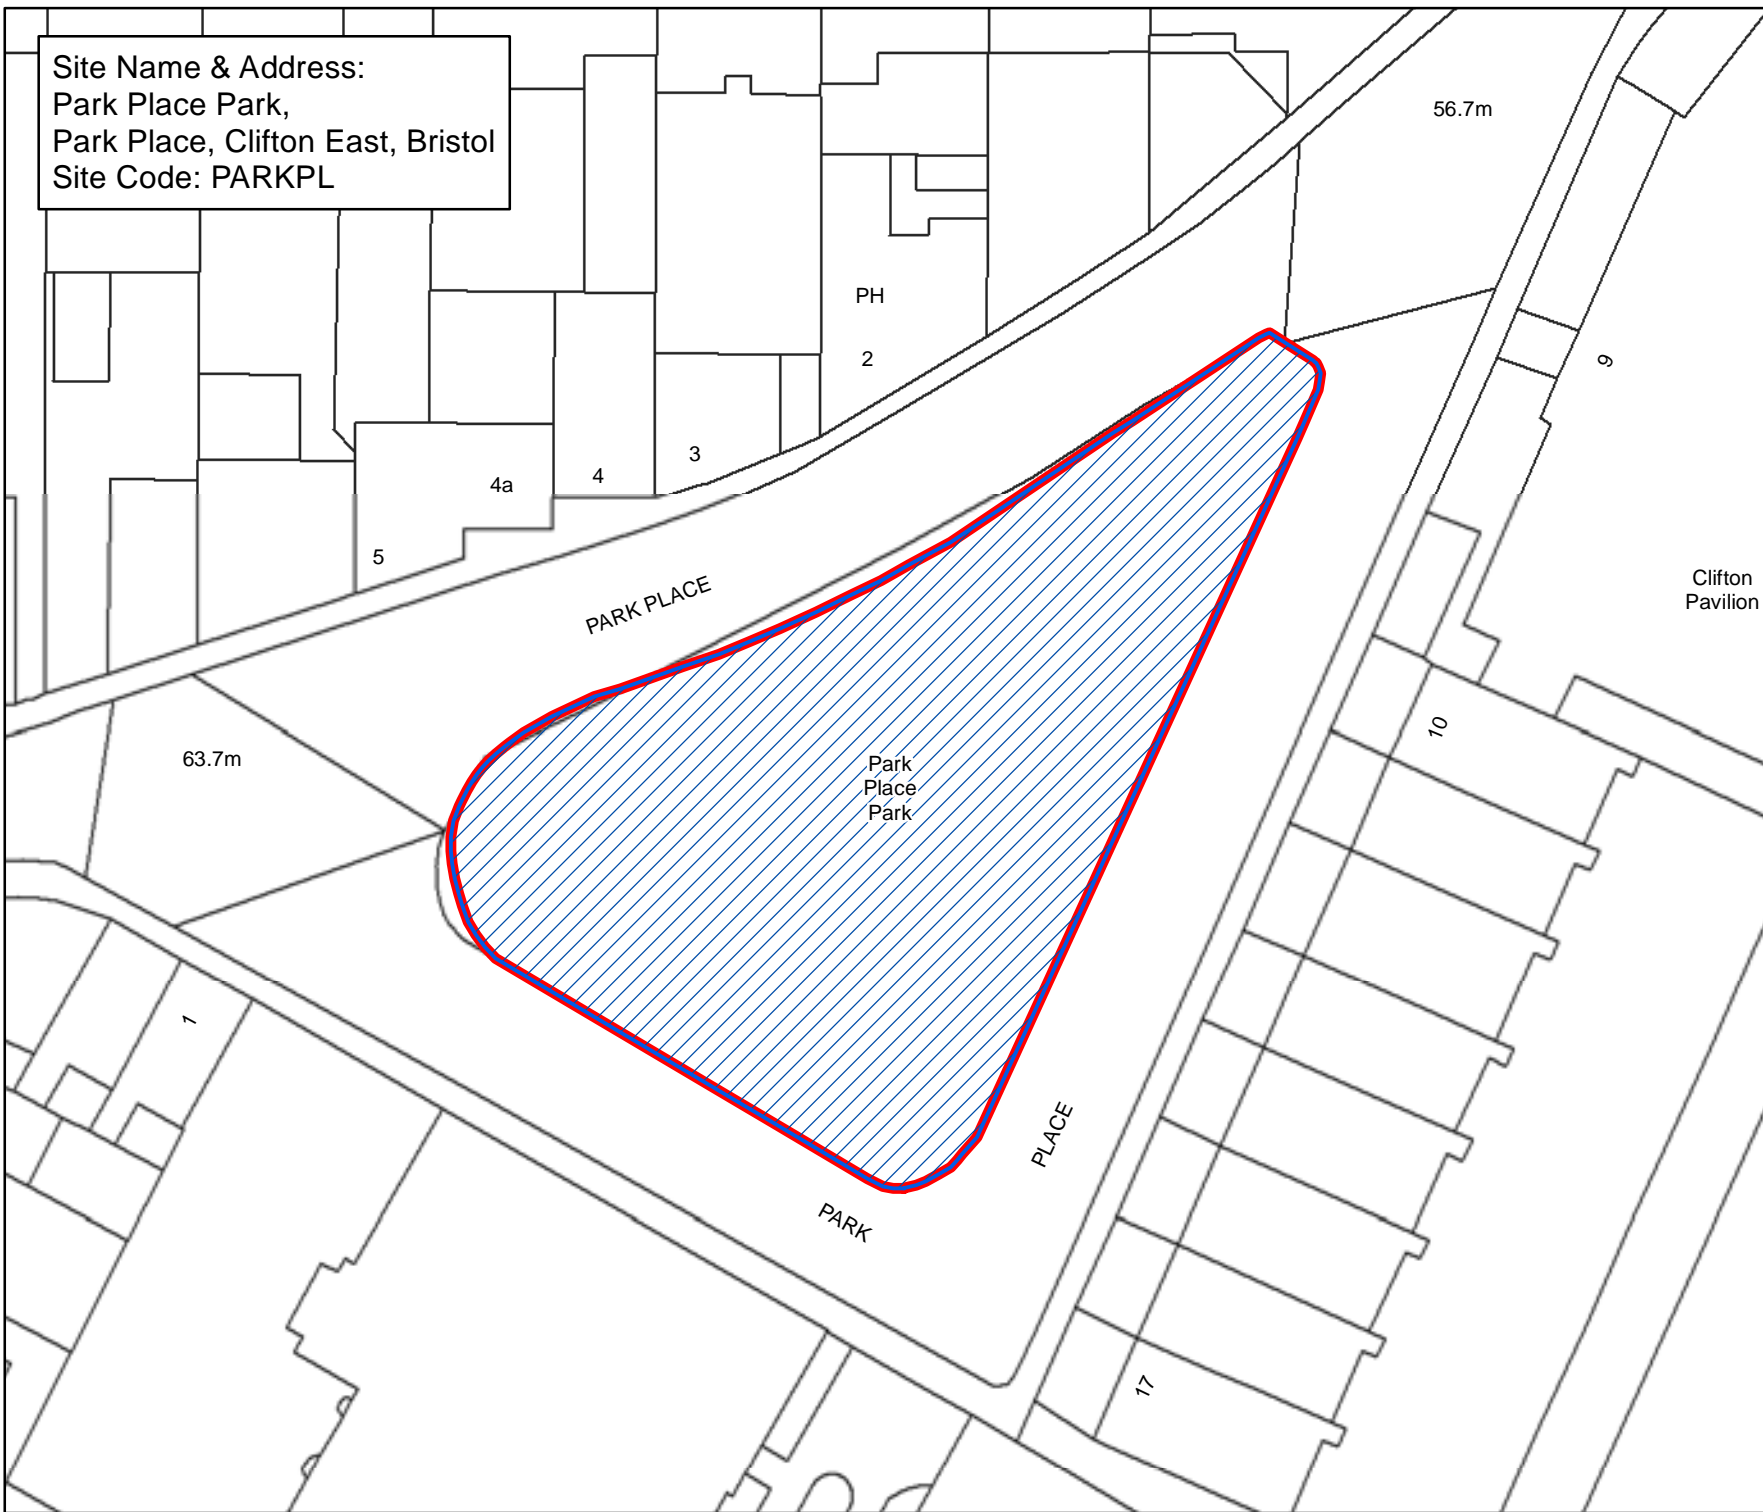 Site Name & Address:
Park Place Park,
Park Place, Clifton East, Bristol
Site Code: PARKPL
56.7m
PH
2
9
3
4
4a
5
Clifton
Pavilion
PARK PLACE
10
63.7m
Park
Place
Park
1
PLACE
PARK
17